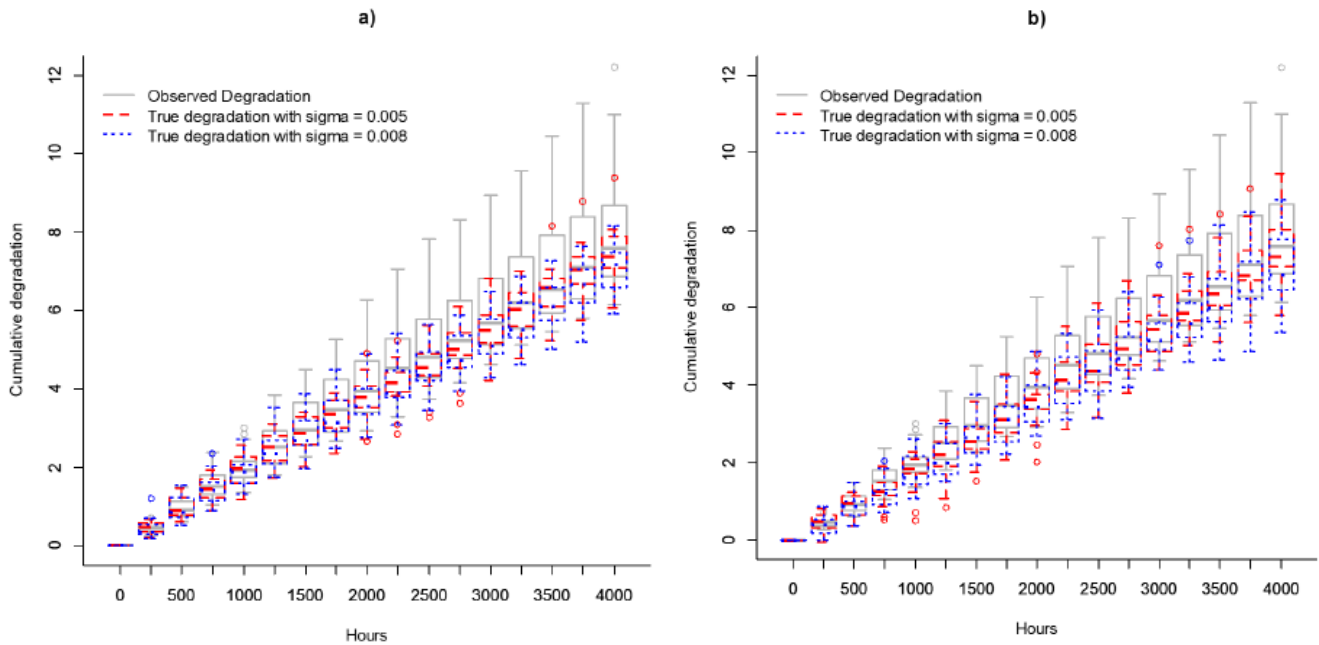 a)
12
10
8
6
4
2
0
Cumulative degradation
Observed Degradation
True degradation with sigma = 0.005
True degradation with sigma = 0.008
0 500 1000 1500 2000 2500 3000 3500 4000
Hours
b)
12
10
8
6
4
2
0
Cumulative degradation
Observed Degradation
True degradation with sigma = 0.005
True degradation with sigma = 0.008
0 500 1000 1500 2000 2500 3000 3500 4000
Hours